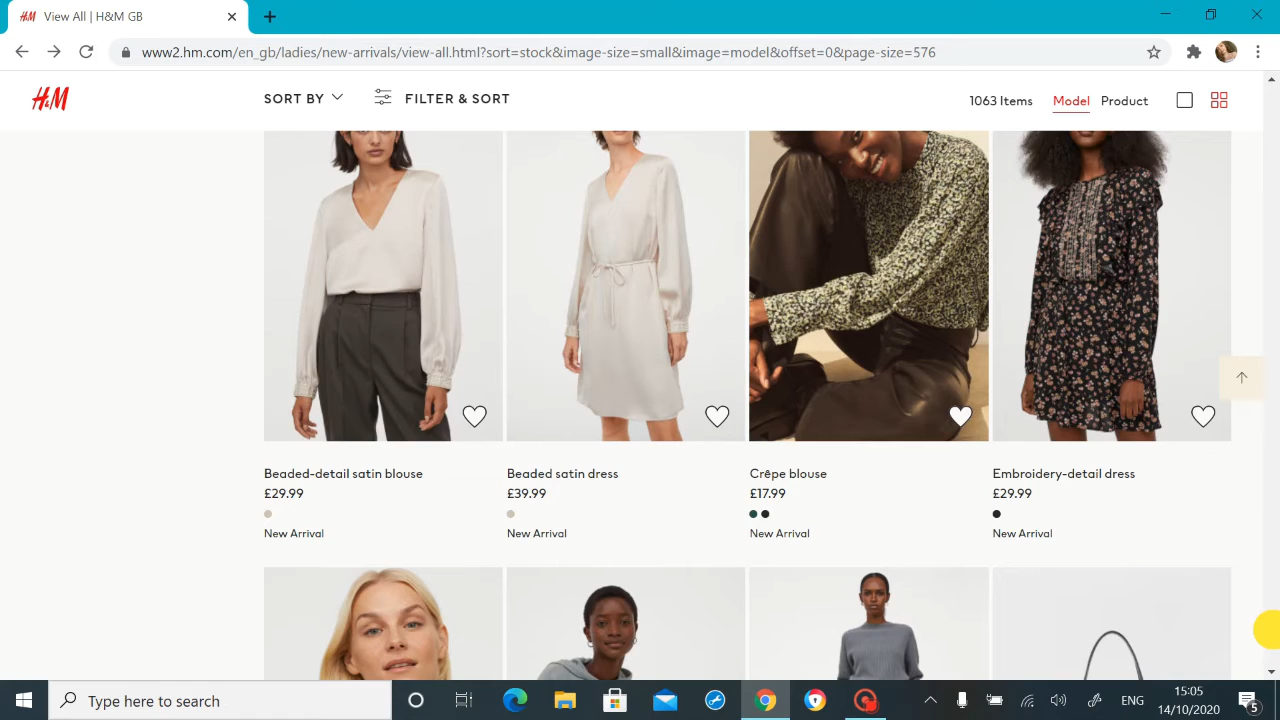 H&M View All | H&M GB
www2.hm.com/en_gb/ladies/new-arrivals/view-all.html?sort=stock&image-size=small&image=model&offset=0&page-size=576
H&M SORT BY FILTER & SORT 1063 Items Model Product
Beaded-detail satin blouse Beaded satin dress Crêpe blouse Embroidery-detail dress
£29.99 £39.99 £17.99 £29.99
New Arrival New Arrival New Arrival New Arrival
Type here to search ENG 15:05
14/10/2020 5